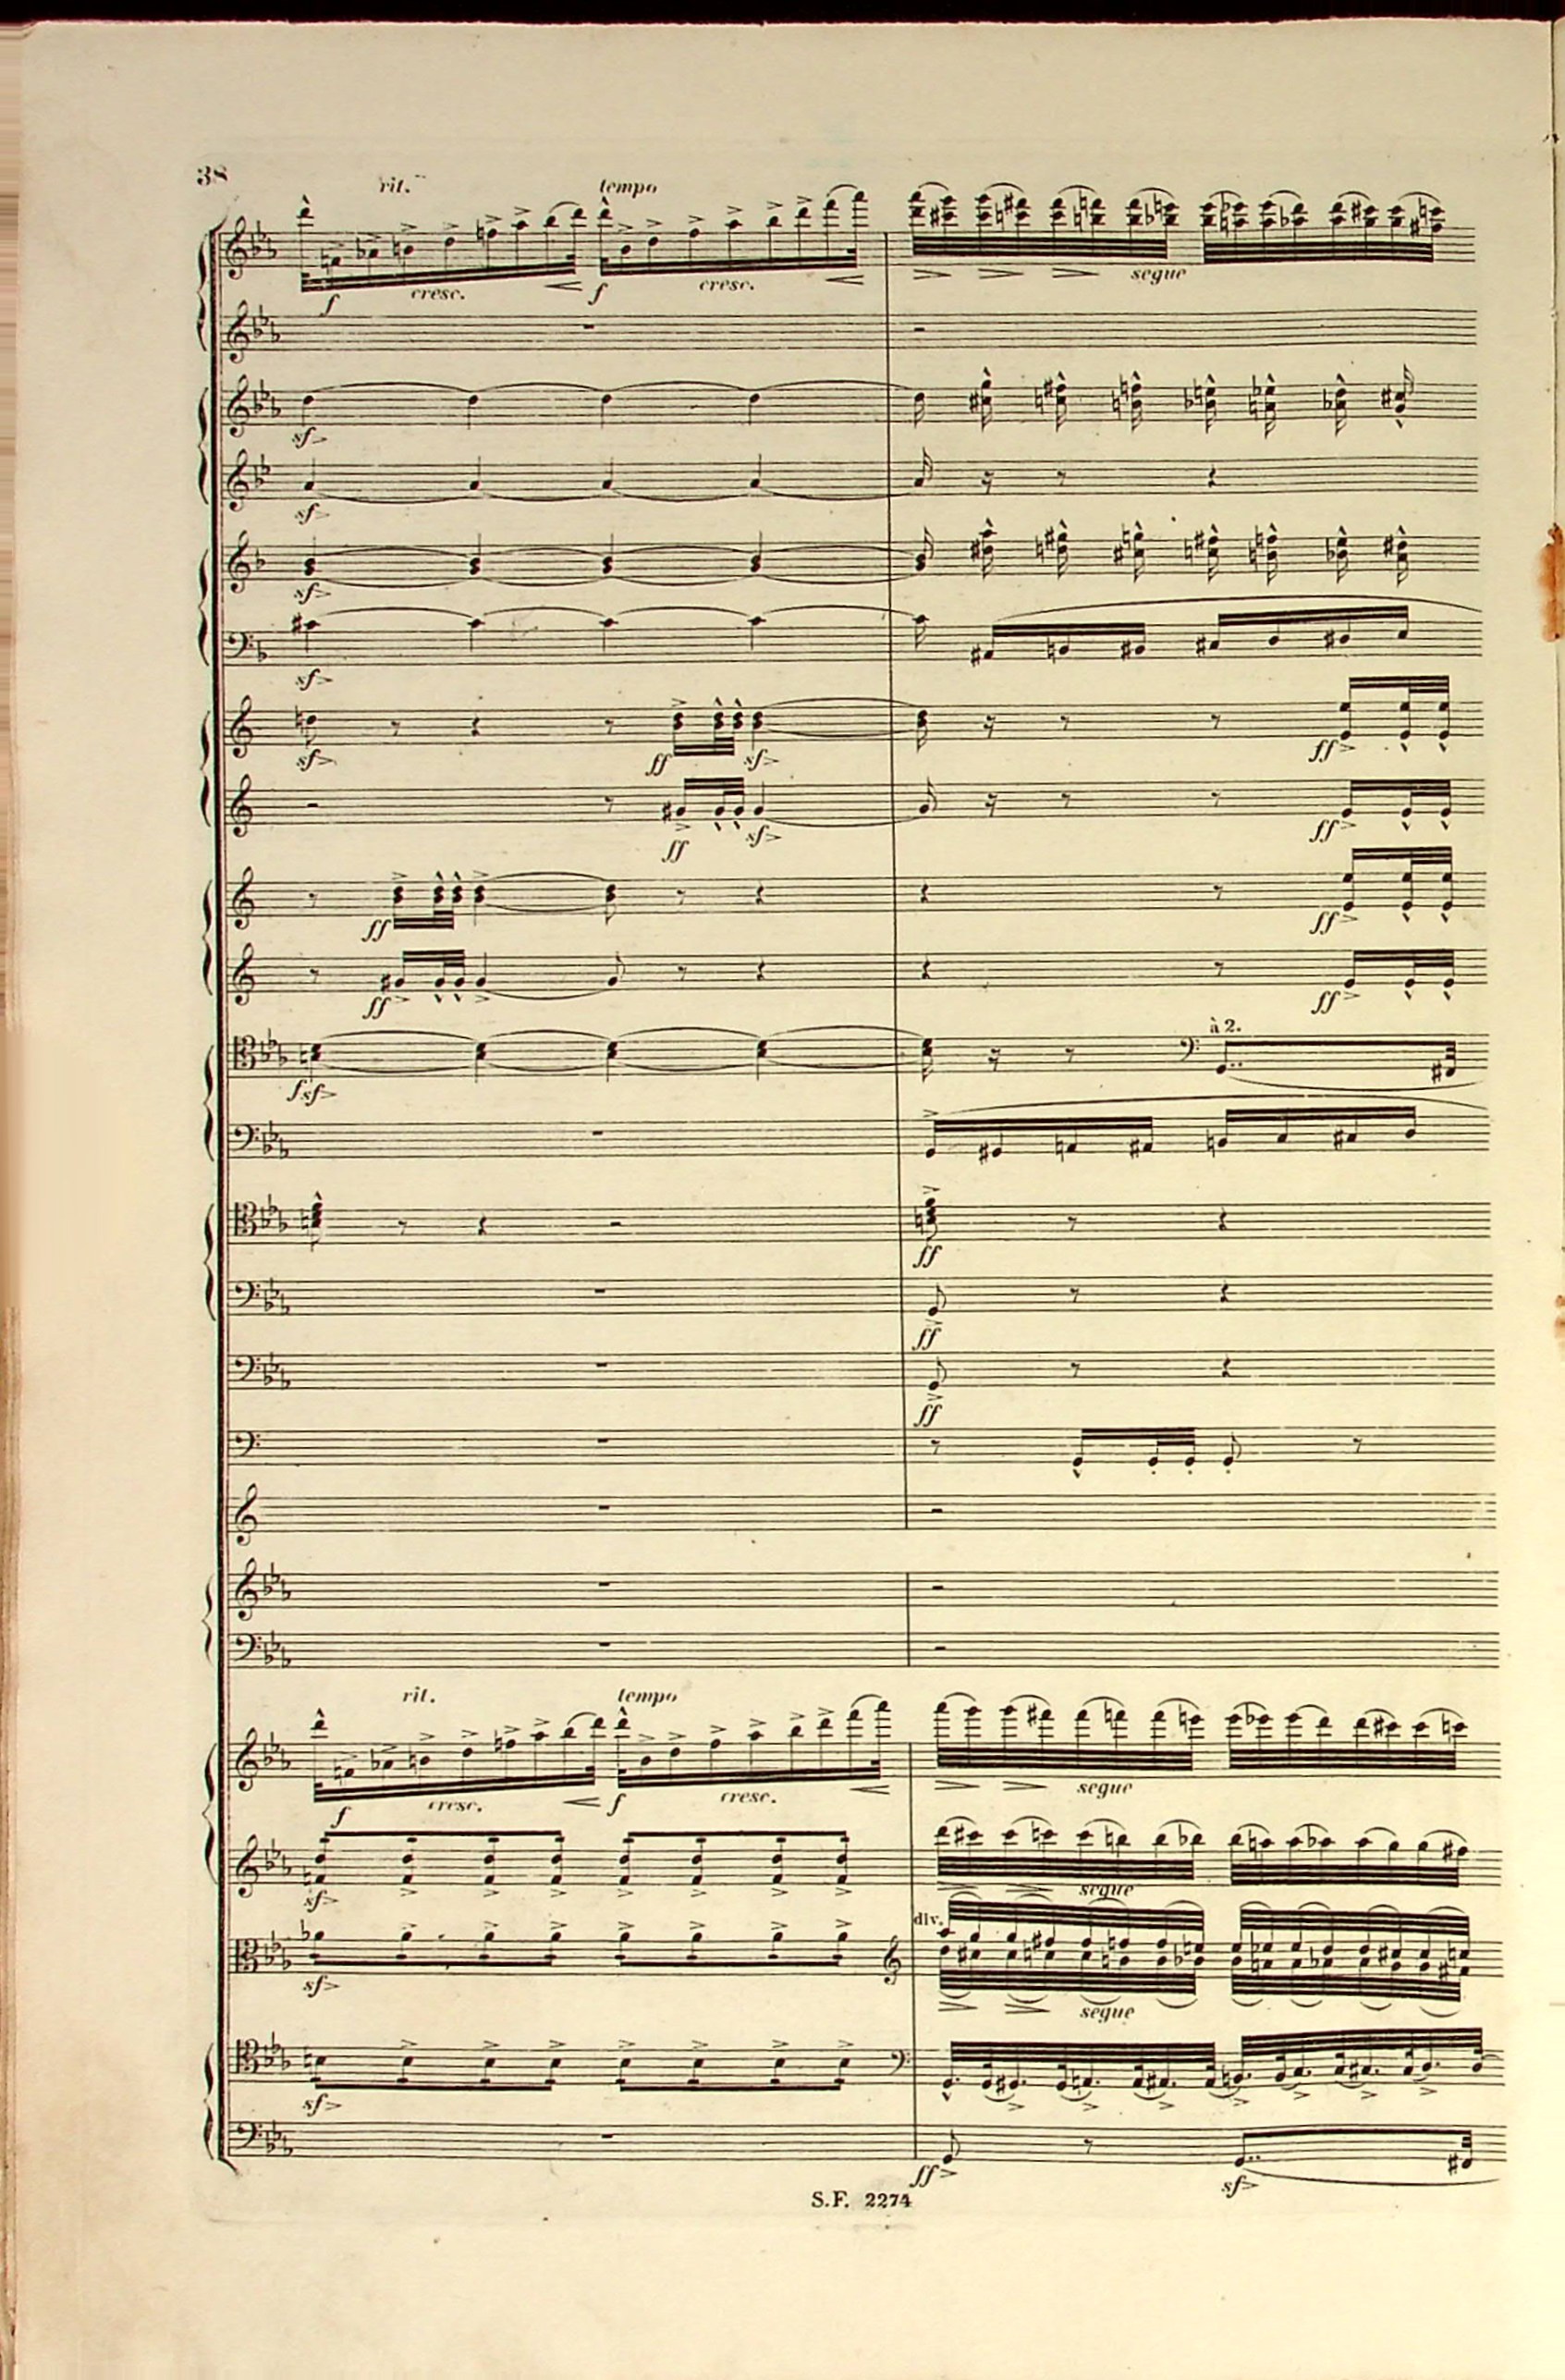 38
rit. tempo
f cresc. f cresc. segue
sf
sf
sf
sf
sf ff sf ff
ff sf ff
ff ff
ff ff
à 2.
fsf
ff
ff
ff
rit. tempo
f cresc. f cresc. segue
sf segue
div.
sf segue
sf
ff sf
S.F. 2274